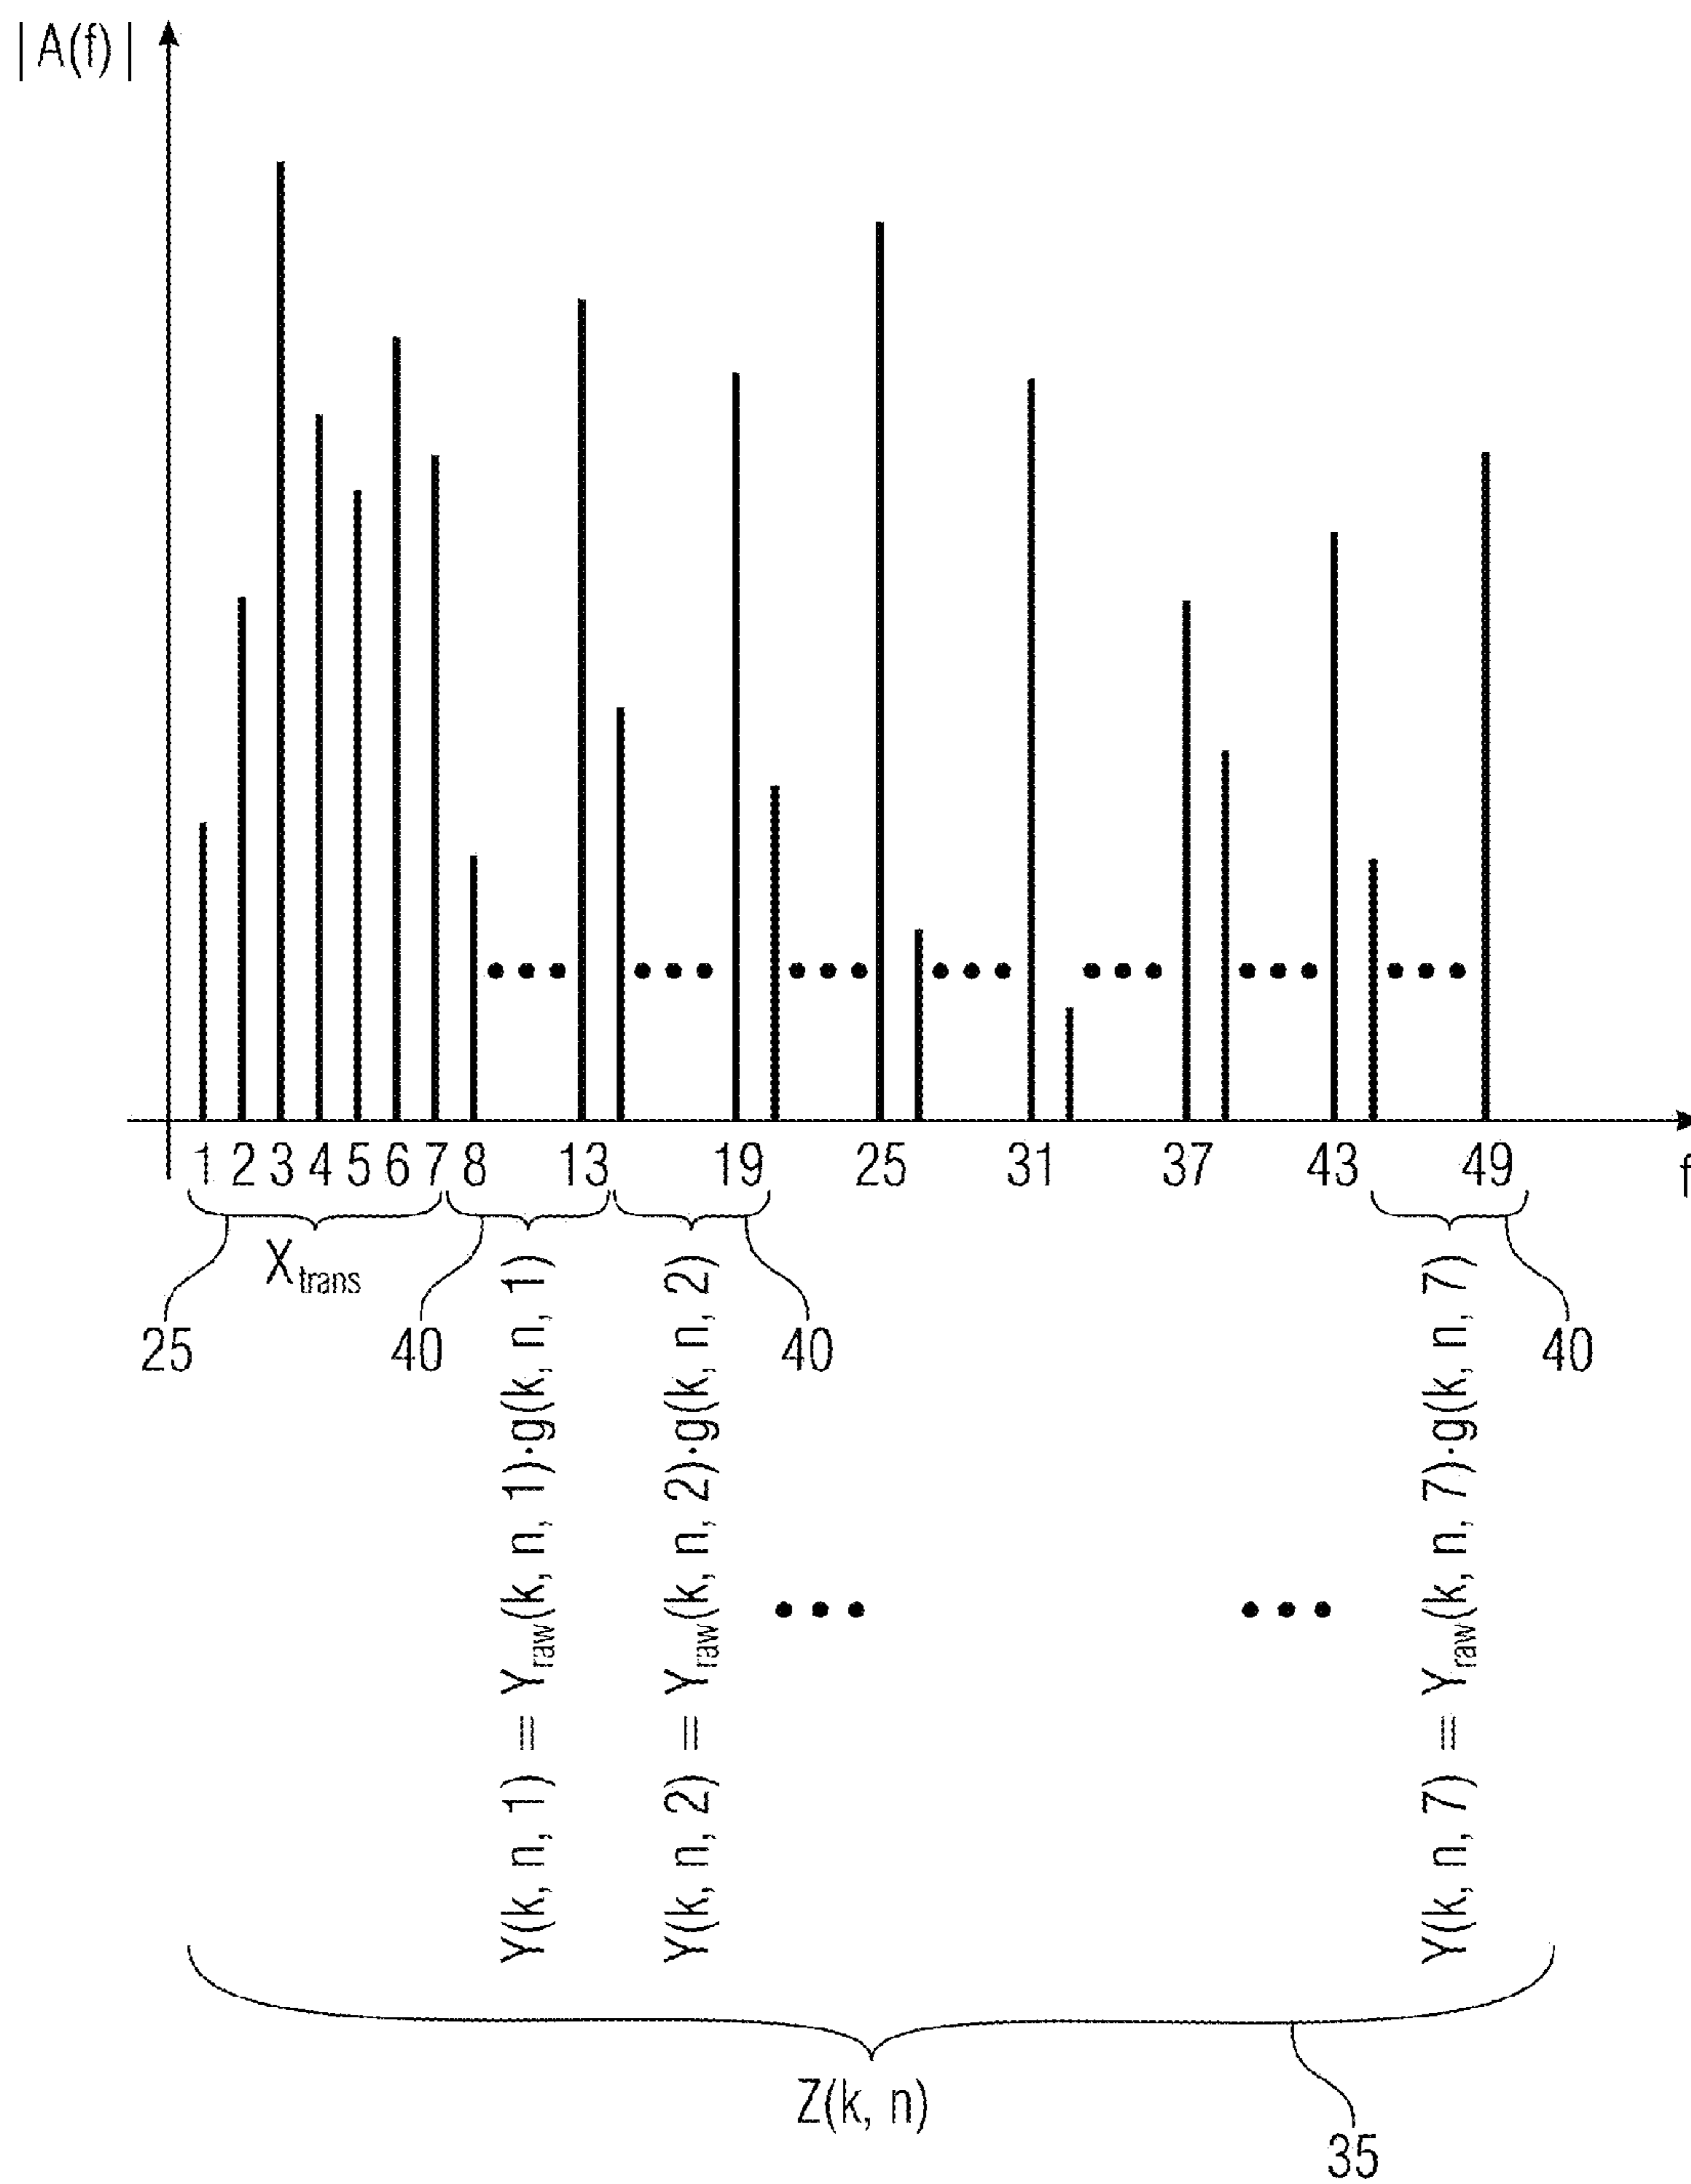 |A(f)|
1 2 3 4 5 6 7 8 13 19 25 31 37 43 49 f
X_trans
25 40 40 40
Y(k, n, 1) = Y_raw(k, n, 1)·g(k, n, 1)
Y(k, n, 2) = Y_raw(k, n, 2)·g(k, n, 2)
Y(k, n, 7) = Y_raw(k, n, 7)·g(k, n, 7)
Z(k, n)
35